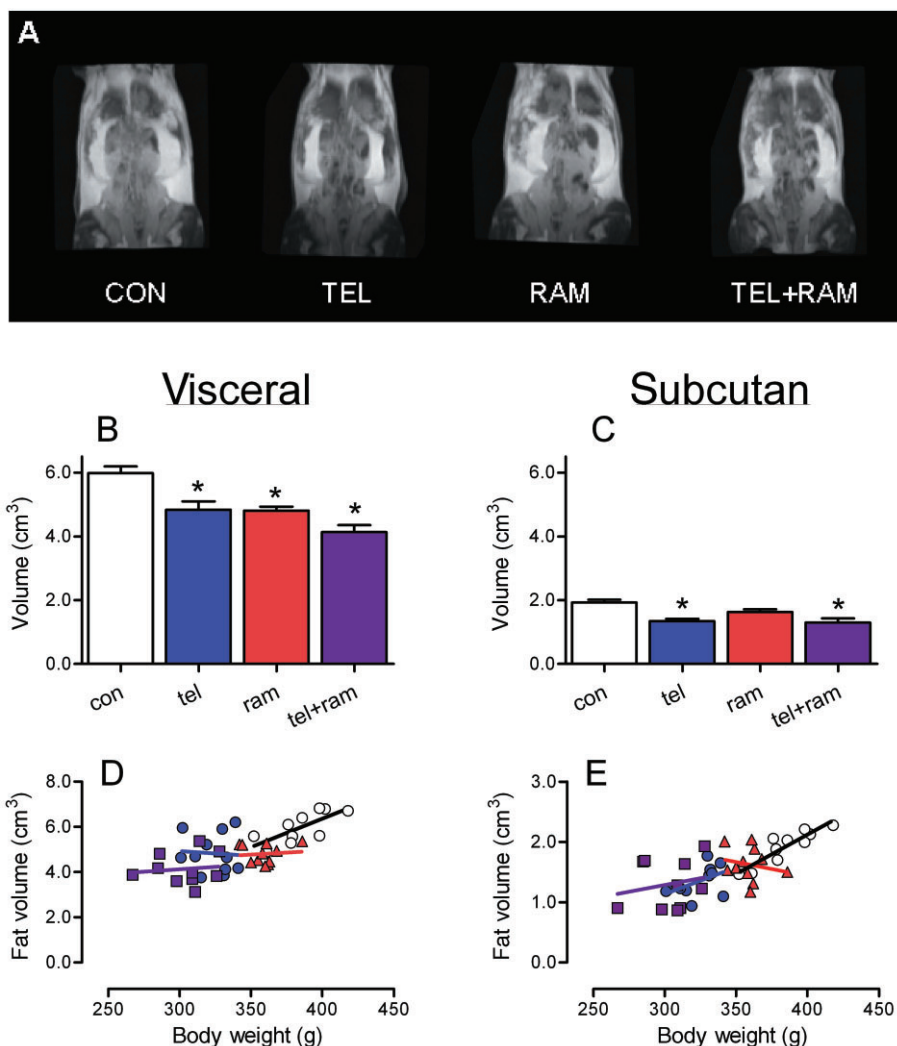 A
CON TEL RAM TEL+RAM
Visceral Subcutan
B
Volume (cm³)
6.0
4.0
2.0
0.0
con tel ram tel+ram
* * *
C
Volume (cm³)
6.0
4.0
2.0
0.0
con tel ram tel+ram
* *
D
Fat volume (cm³)
8.0
6.0
4.0
2.0
0.0
250 300 350 400 450
Body weight (g)
E
Fat volume (cm³)
3.0
2.0
1.0
0.0
250 300 350 400 450
Body weight (g)